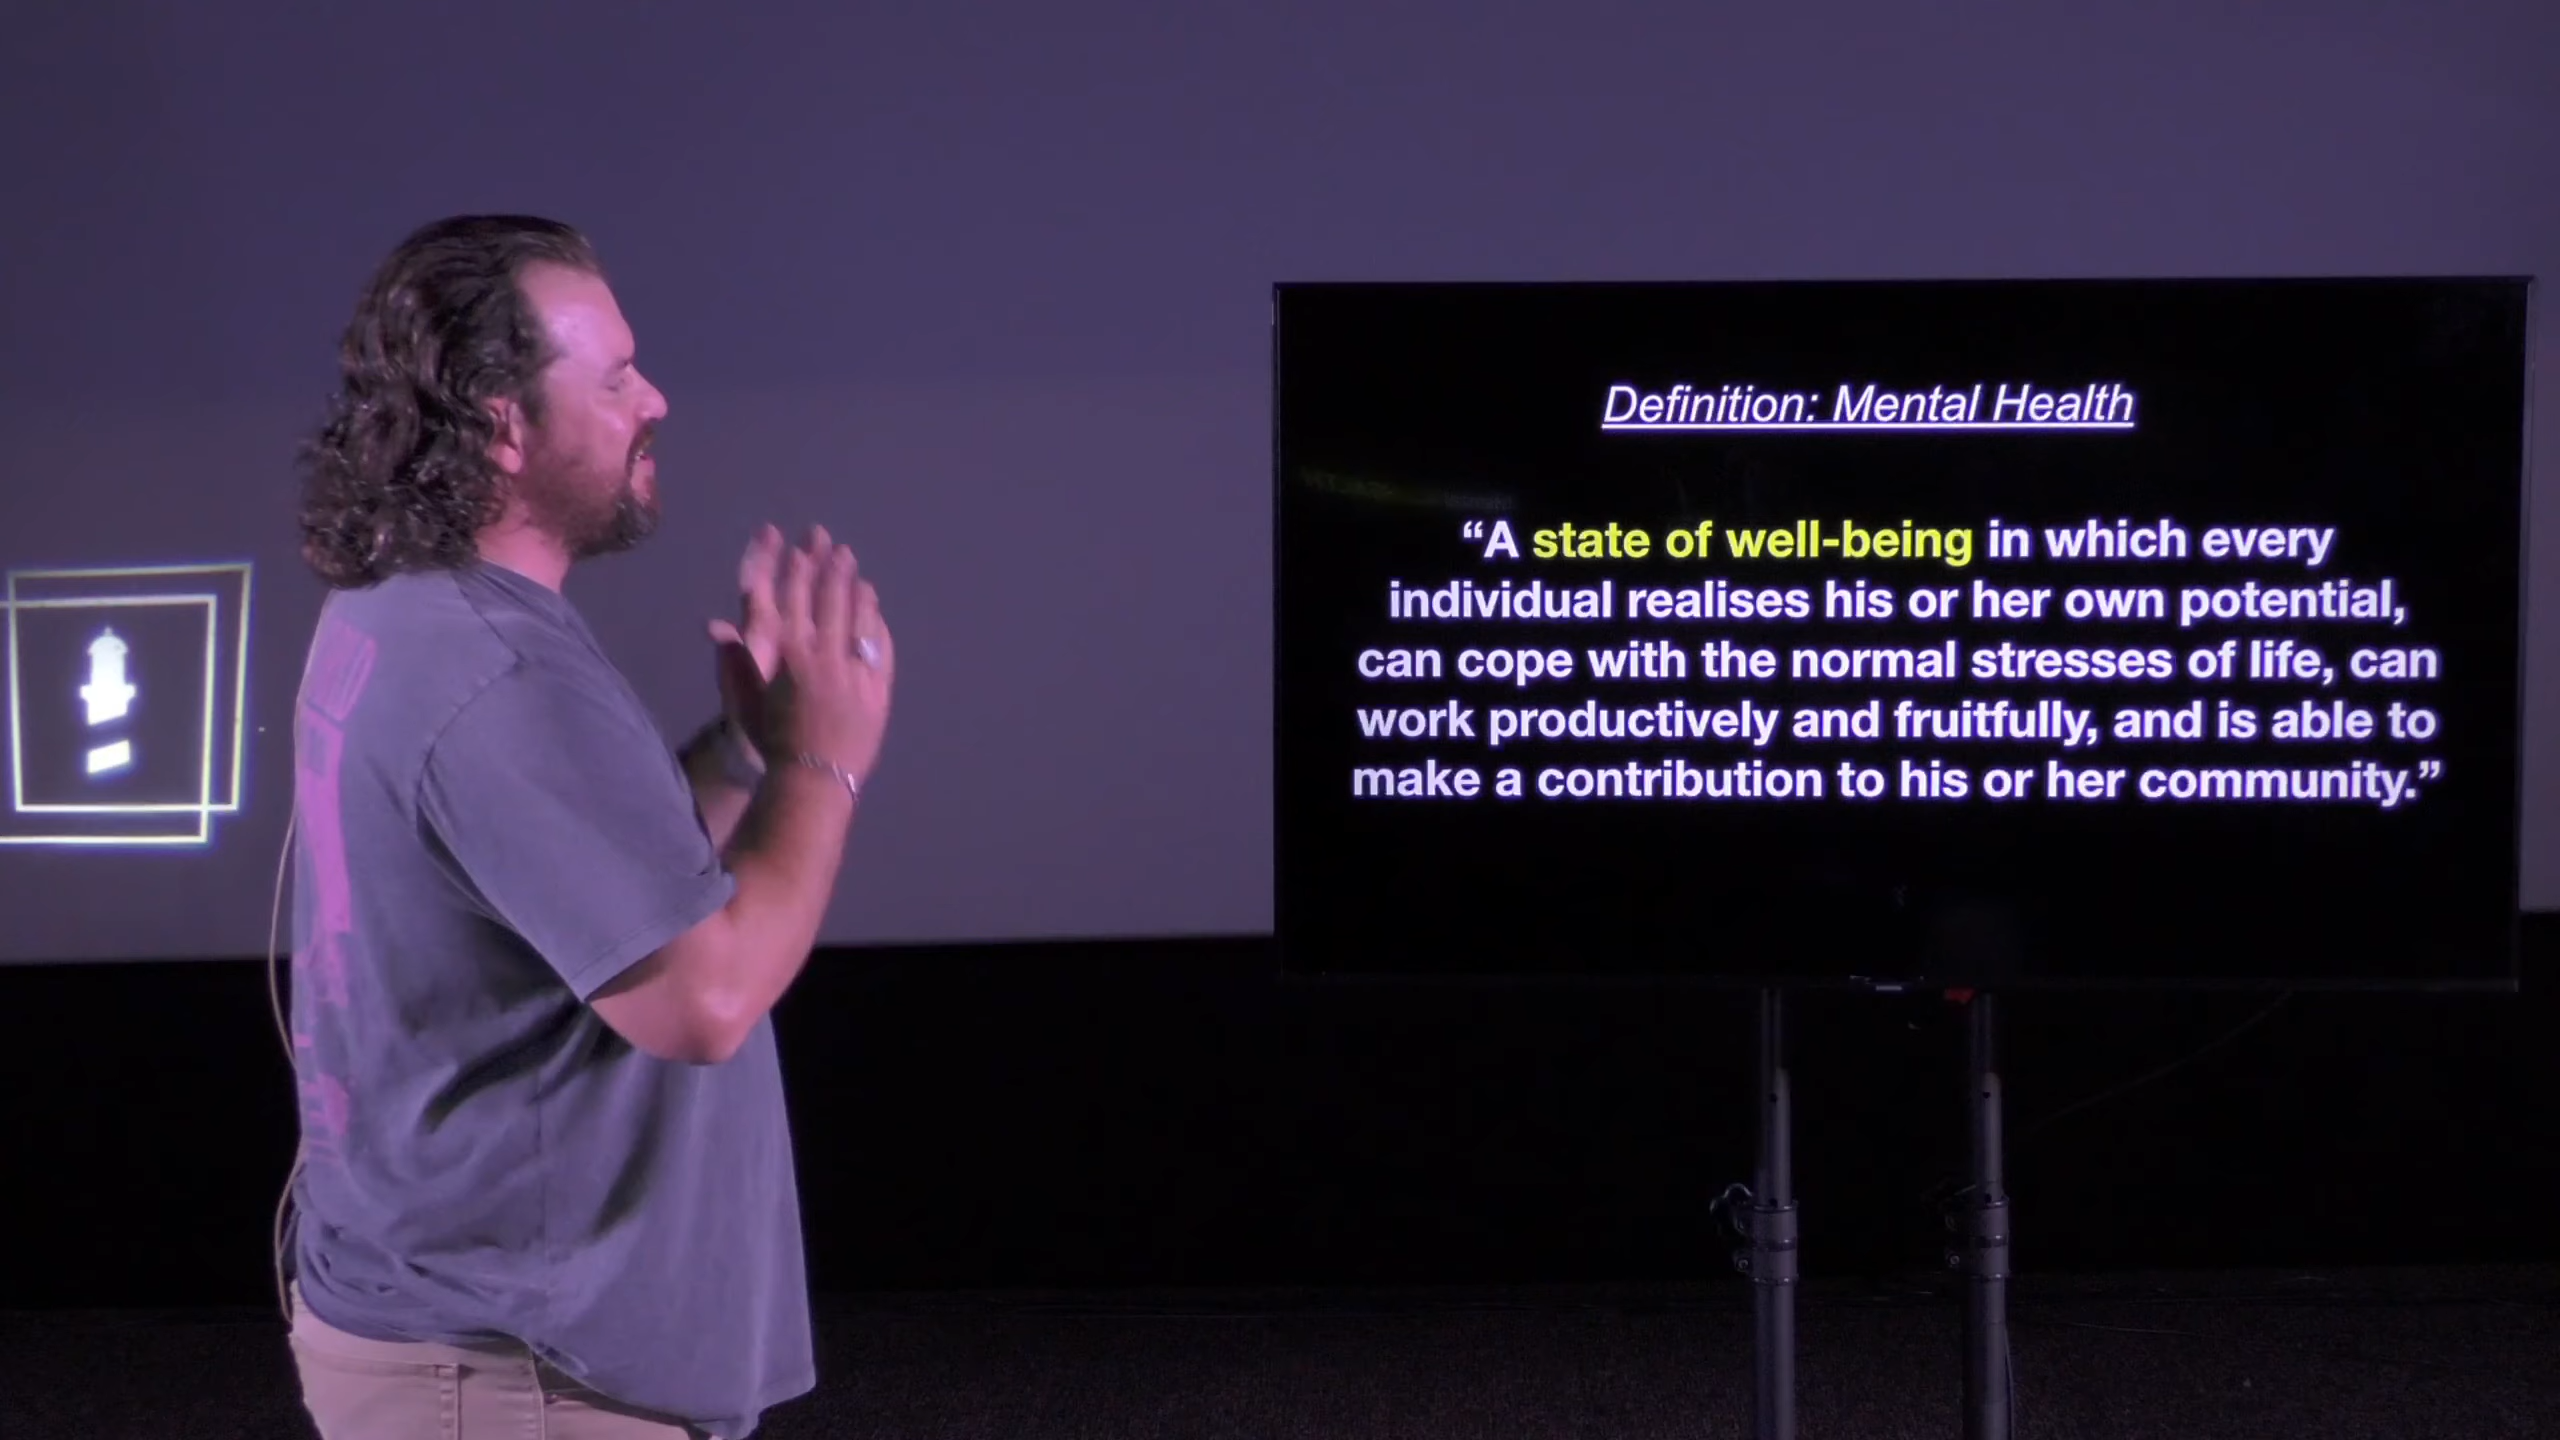 Definition: Mental Health
“A state of well-being in which every
individual realises his or her own potential,
can cope with the normal stresses of life, can
work productively and fruitfully, and is able to
make a contribution to his or her community.”